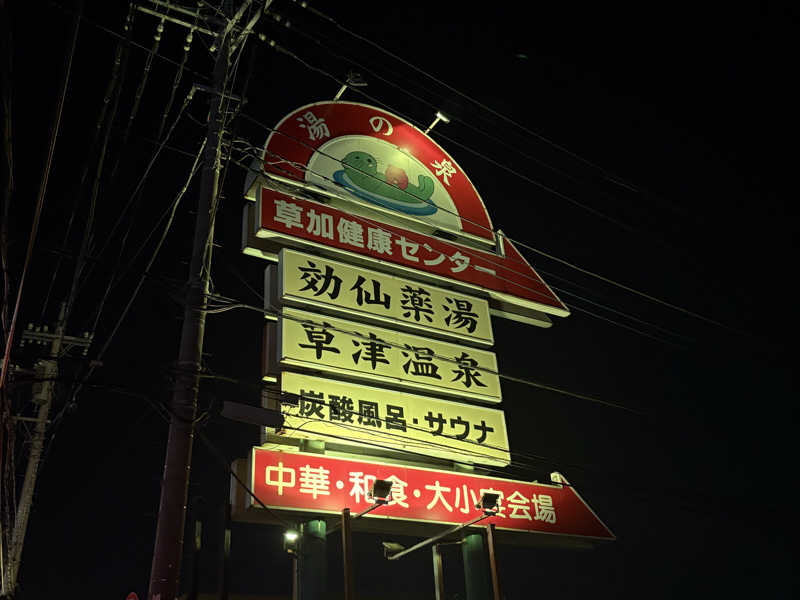 湯の泉
草加健康センター
効仙薬湯
草津温泉
炭酸風呂・サウナ
中華・和食・大小宴会場